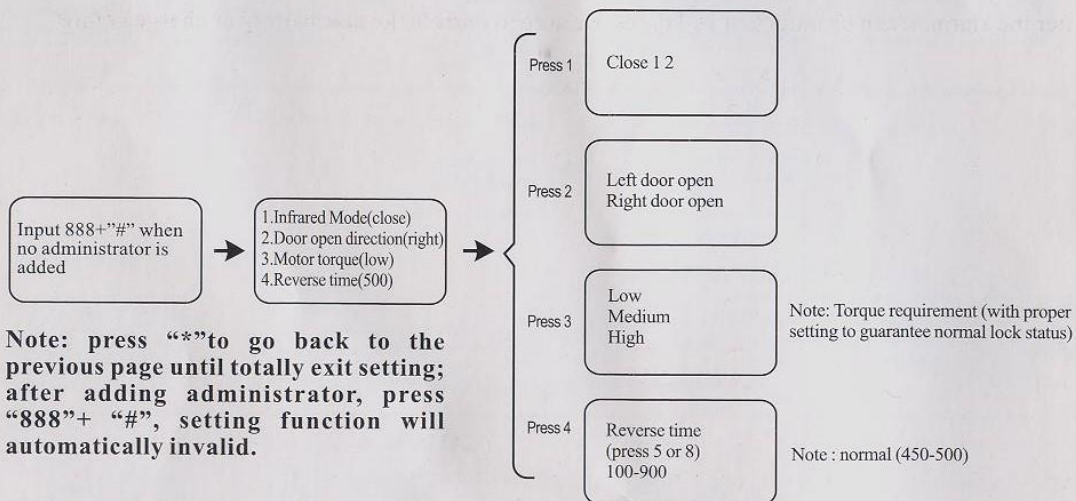 Press 1
Close 1 2
Press 2
Left door open
Right door open
Input 888+”#” when
no administrator is
added
1.Infrared Mode(close)
2.Door open direction(right)
3.Motor torque(low)
4.Reverse time(500)
Press 3
Low
Medium
High
Note: Torque requirement (with proper
setting to guarantee normal lock status)
Note: press “*”to go back to the
previous page until totally exit setting;
after adding administrator, press
“888”+ “#”, setting function will
automatically invalid.
Press 4
Reverse time
(press 5 or 8)
100-900
Note : normal (450-500)